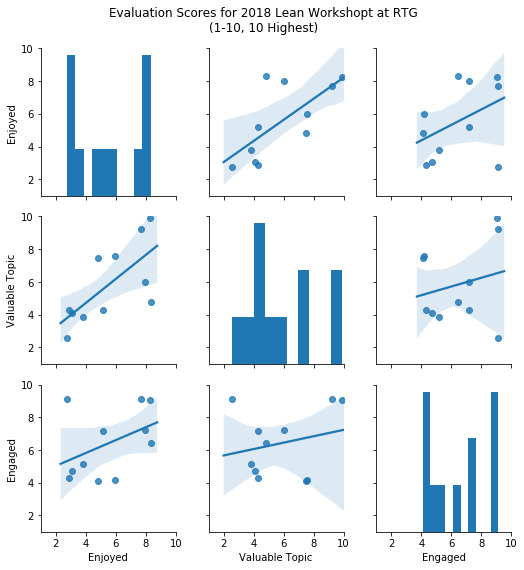 Evaluation Scores for 2018 Lean Workshopt at RTG
(1-10, 10 Highest)
10
8
6
4
2
Enjoyed
10
8
6
4
2
Valuable Topic
10
8
6
4
2
Engaged
2 4 6 8 10
Enjoyed
2 4 6 8 10
Valuable Topic
2 4 6 8 10
Engaged